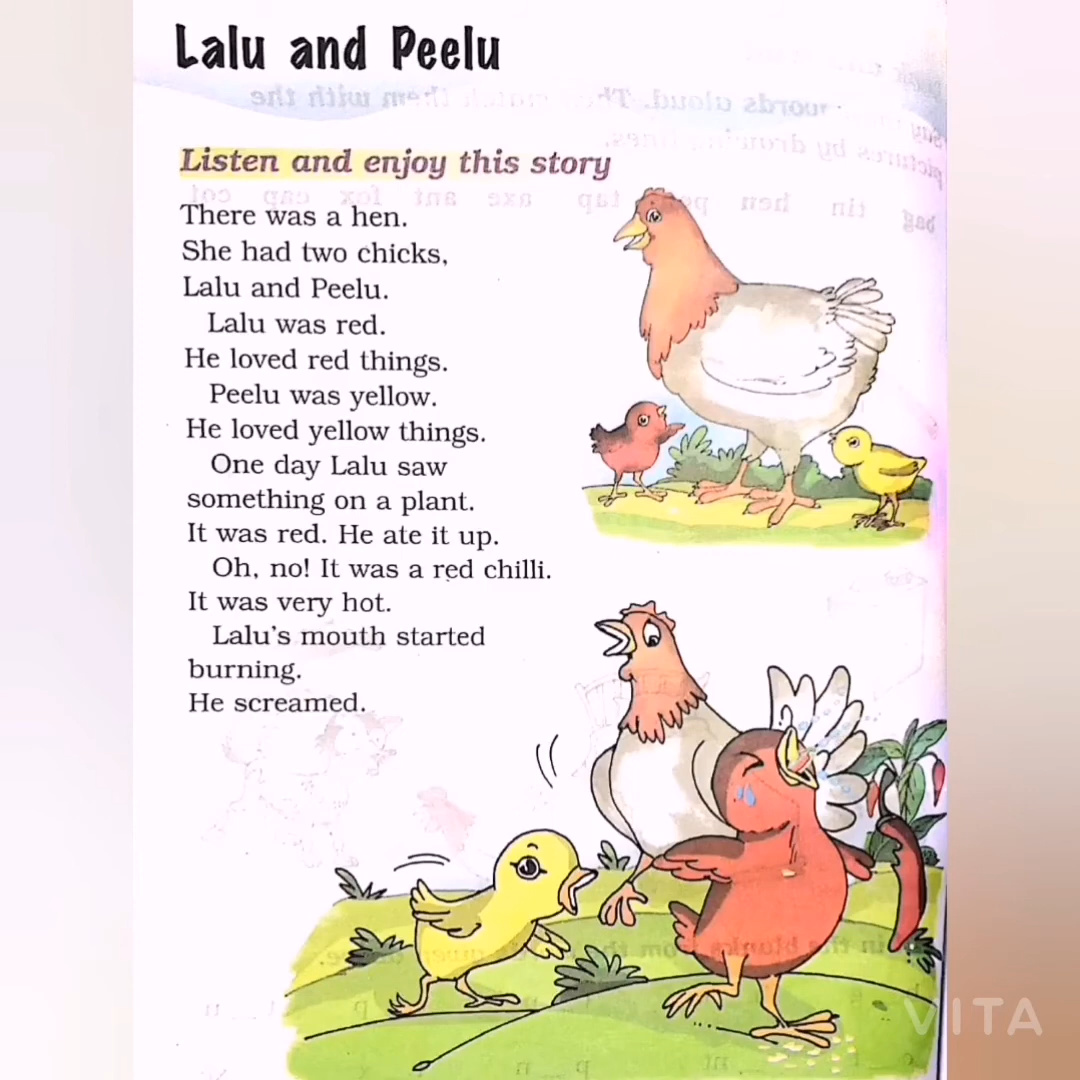 Lalu and Peelu
Listen and enjoy this story
There was a hen.
She had two chicks,
Lalu and Peelu.
Lalu was red.
He loved red things.
Peelu was yellow.
He loved yellow things.
One day Lalu saw
something on a plant.
It was red. He ate it up.
Oh, no! It was a red chilli.
It was very hot.
Lalu's mouth started
burning.
He screamed.
VITA